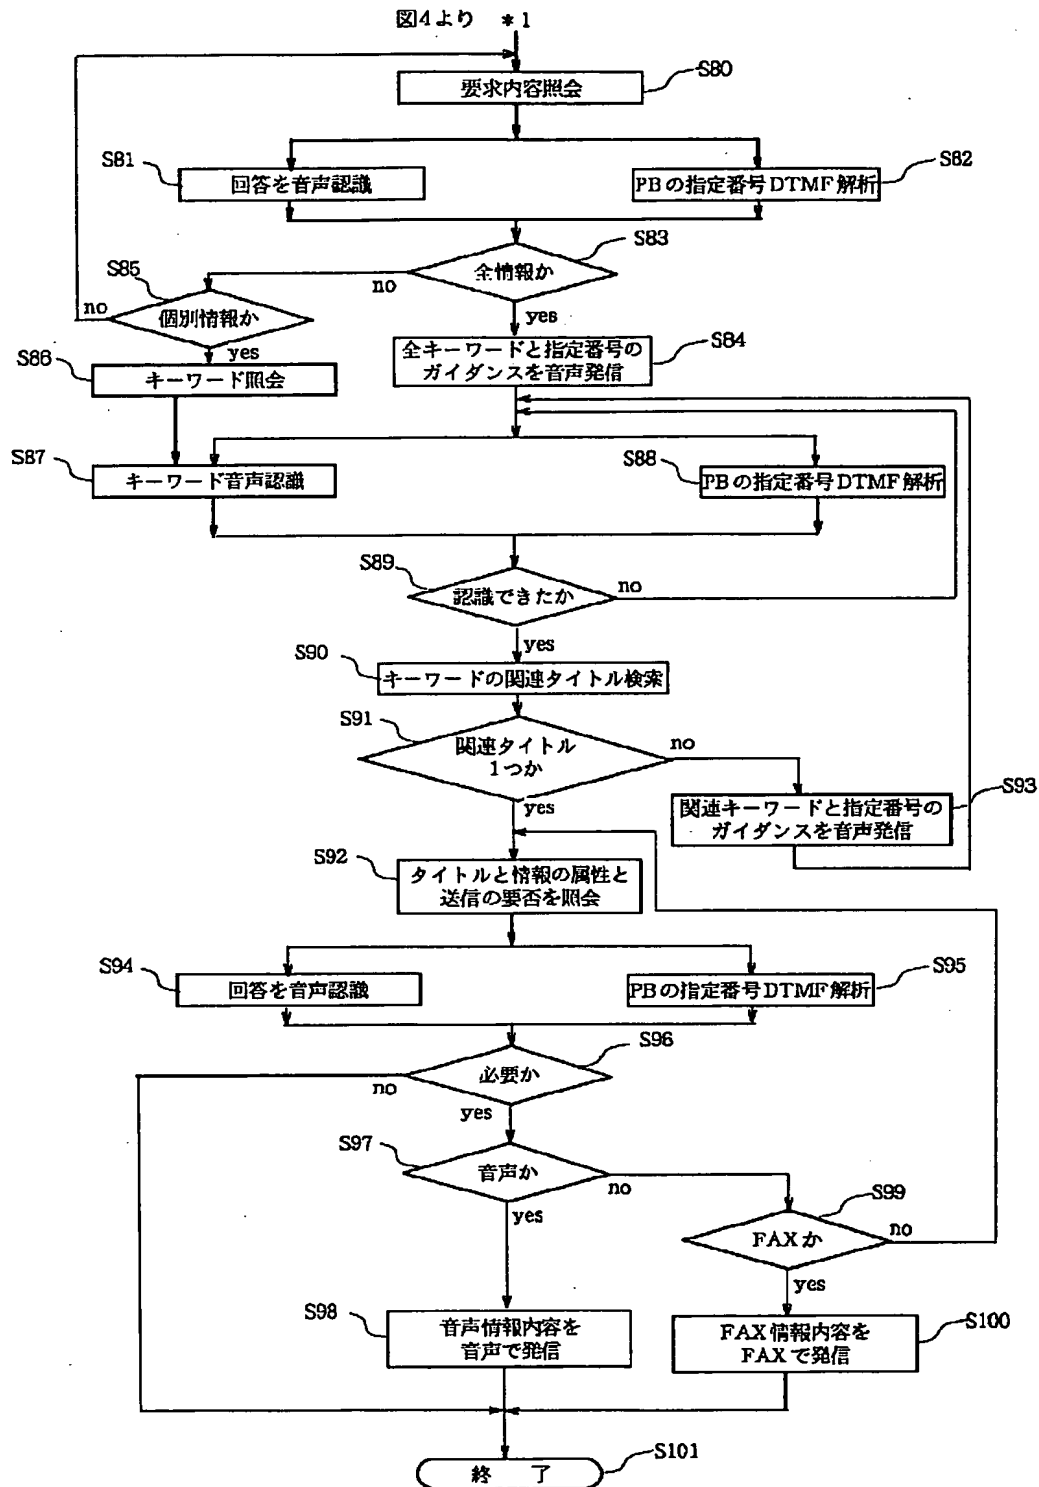 図4より *1
S80
要求内容照会
S81
回答を音声認識
S82
PBの指定番号DTMF解析
S83
全情報か
no
yes
S85
個別情報か
no
yes
S84
全キーワードと指定番号の
ガイダンスを音声発信
S86
キーワード照会
S87
キーワード音声認識
S88
PBの指定番号DTMF解析
S89
認識できたか
no
yes
S90
キーワードの関連タイトル検索
S91
関連タイトル
1つか
no
yes
S93
関連キーワードと指定番号の
ガイダンスを音声発信
S92
タイトルと情報の属性と
送信の要否を照会
S94
回答を音声認識
S95
PBの指定番号DTMF解析
S96
必要か
no
yes
S97
音声か
no
yes
S99
FAXか
no
yes
S98
音声情報内容を
音声で発信
S100
FAX情報内容を
FAXで発信
S101
終 了